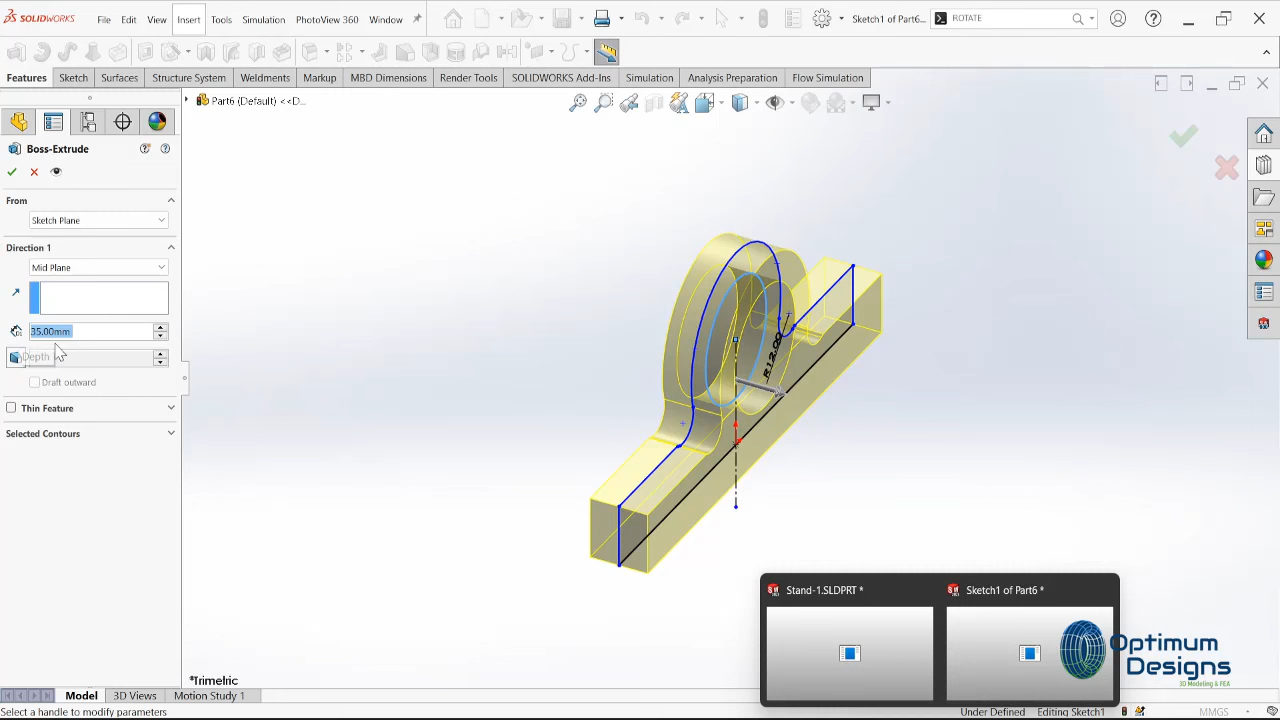 File Edit View Insert Tools Simulation PhotoView 360 Window Sketch1 of Part6 * ROTATE
Features Sketch Surfaces Structure System Weldments Markup MBD Dimensions Render Tools SOLIDWORKS Add-Ins Simulation Analysis Preparation Flow Simulation
Part6 (Default) <<D...
Boss-Extrude
From
Sketch Plane
Direction 1
Mid Plane
35.00mm
Depth
Draft outward
Thin Feature
Selected Contours
R12.00
Stand-1.SLDPRT * Sketch1 of Part6 *
Optimum
Designs
3D Modeling & FEA
*Trimetric
Model 3D Views Motion Study 1
Select a handle to modify parameters Under Defined Editing Sketch1 MMGS